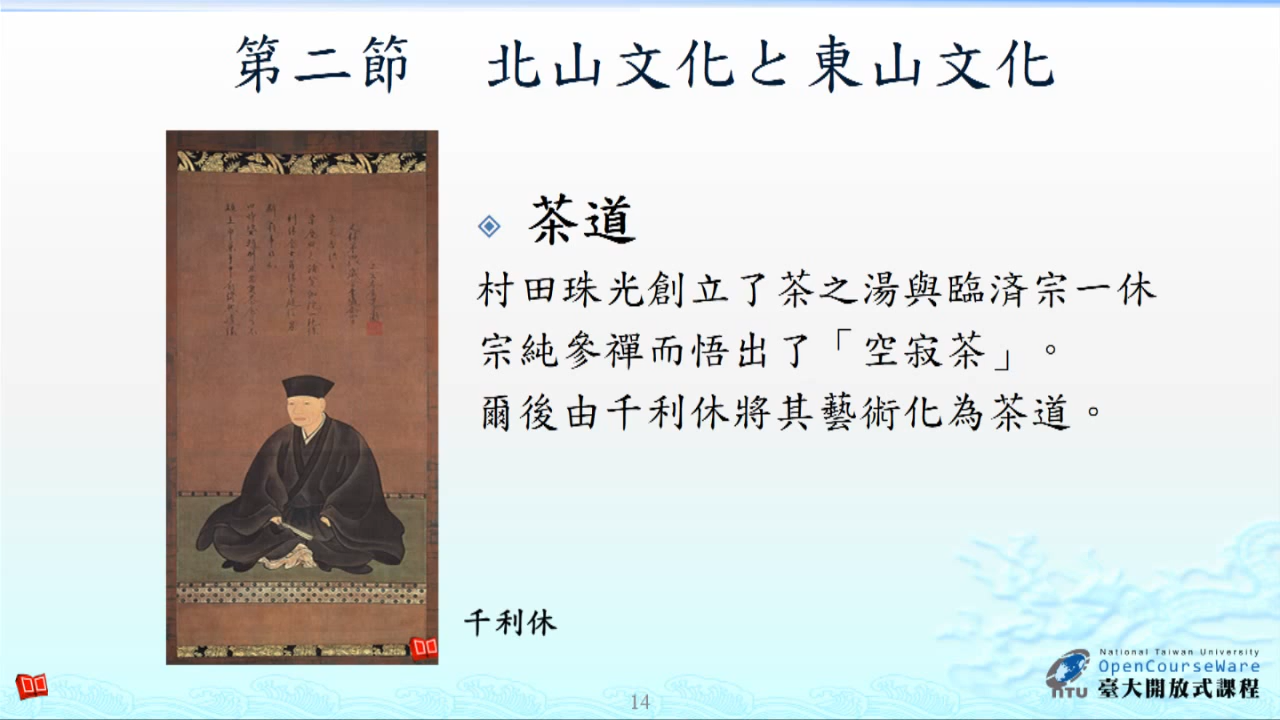 第二節　北山文化と東山文化
茶道
村田珠光創立了茶之湯與臨済宗一休
宗純參禪而悟出了「空寂茶」。
爾後由千利休將其藝術化為茶道。
千利休
National Taiwan University
OpenCourseWare
NTU 臺大開放式課程
14